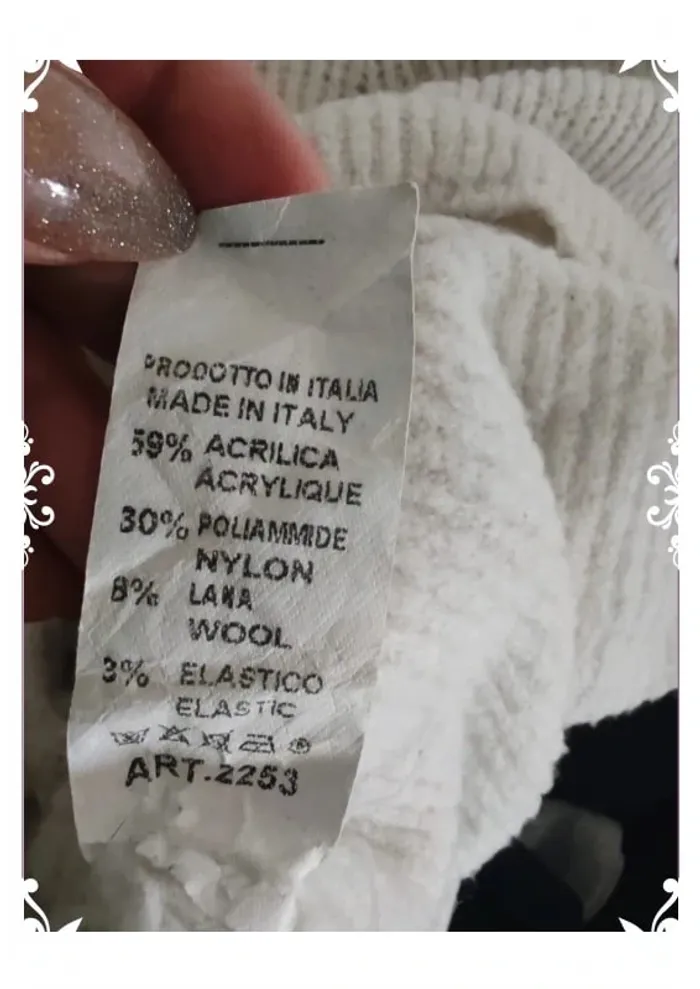 PRODOTTO IN ITALIA
MADE IN ITALY
59% ACRILICA
ACRYLIQUE
30% POLIAMMIDE
NYLON
8% LANA
WOOL
3% ELASTICO
ELASTIC
ART.2253